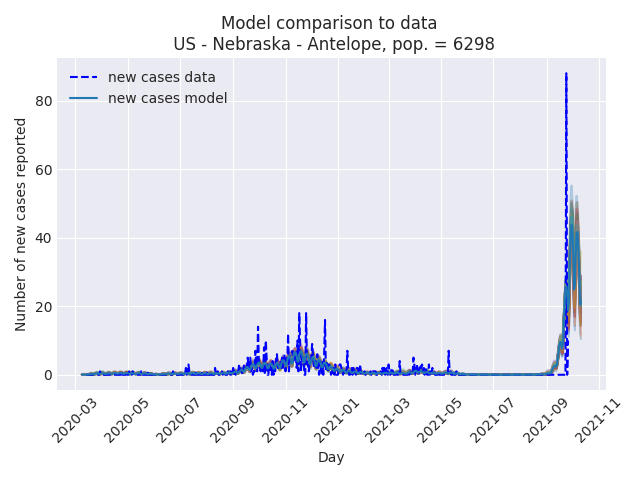 Model comparison to data
US - Nebraska - Antelope, pop. = 6298
new cases data
new cases model
Number of new cases reported
80
60
40
20
0
2020-03
2020-05
2020-07
2020-09
2020-11
2021-01
2021-03
2021-05
2021-07
2021-09
2021-11
Day